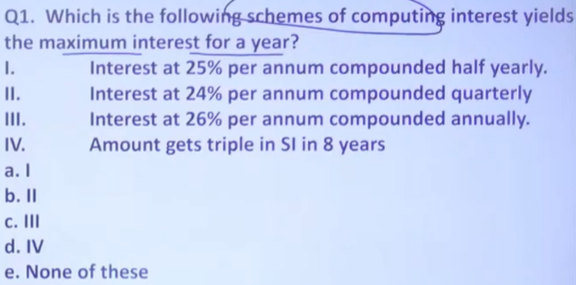 Q1. Which is the following schemes of computing interest yields
the maximum interest for a year?
I. Interest at 25% per annum compounded half yearly.
II. Interest at 24% per annum compounded quarterly
III. Interest at 26% per annum compounded annually.
IV. Amount gets triple in SI in 8 years
a. I
b. II
c. III
d. IV
e. None of these